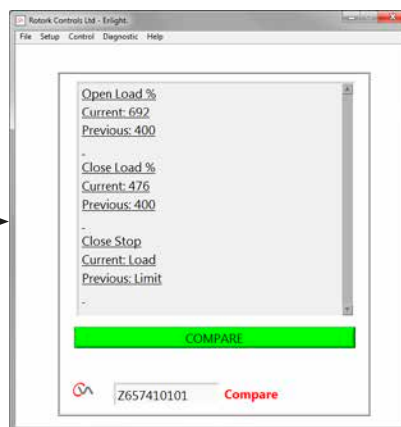 Rotork Controls Ltd - Enlight.
File Setup Control Diagnostic Help
Open Load %
Current: 692
Previous: 400
-
Close Load %
Current: 476
Previous: 400
-
Close Stop
Current: Load
Previous: Limit
-
COMPARE
Z657410101 Compare